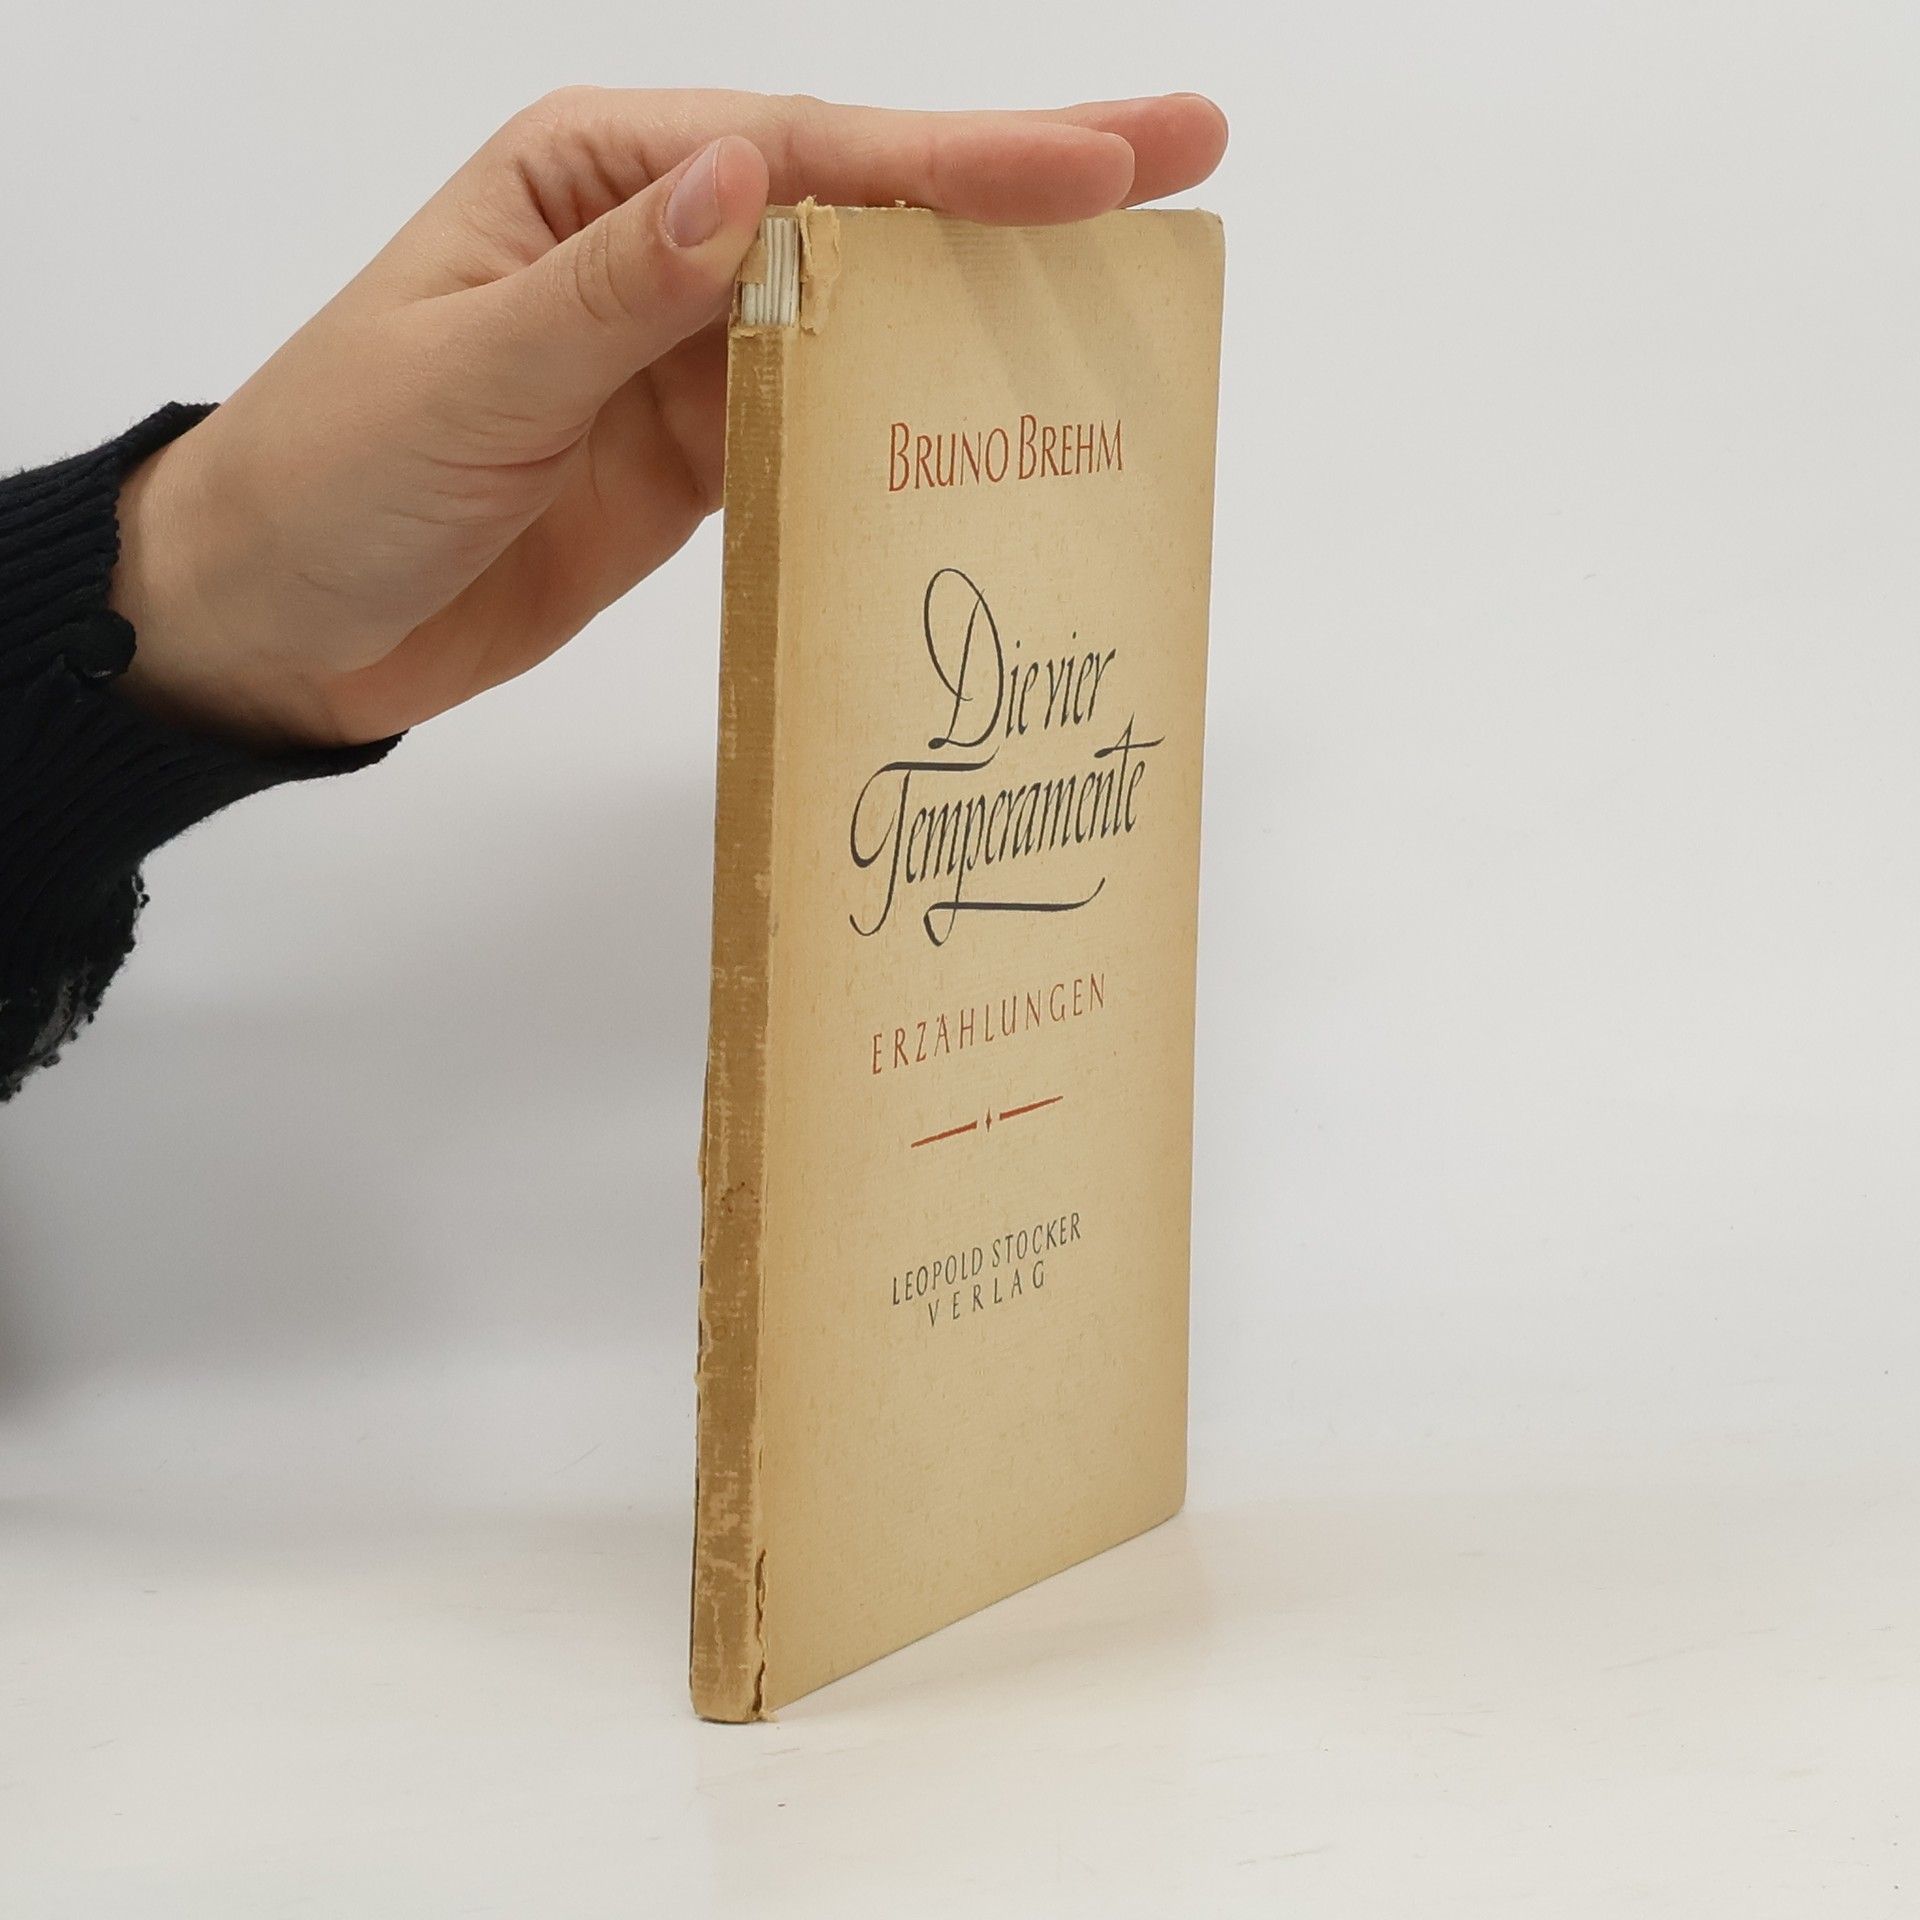 BRUNO BREHM
Die vier
Temperamente
ERZÄHLUNGEN
LEOPOLD STOCKER
VERLAG